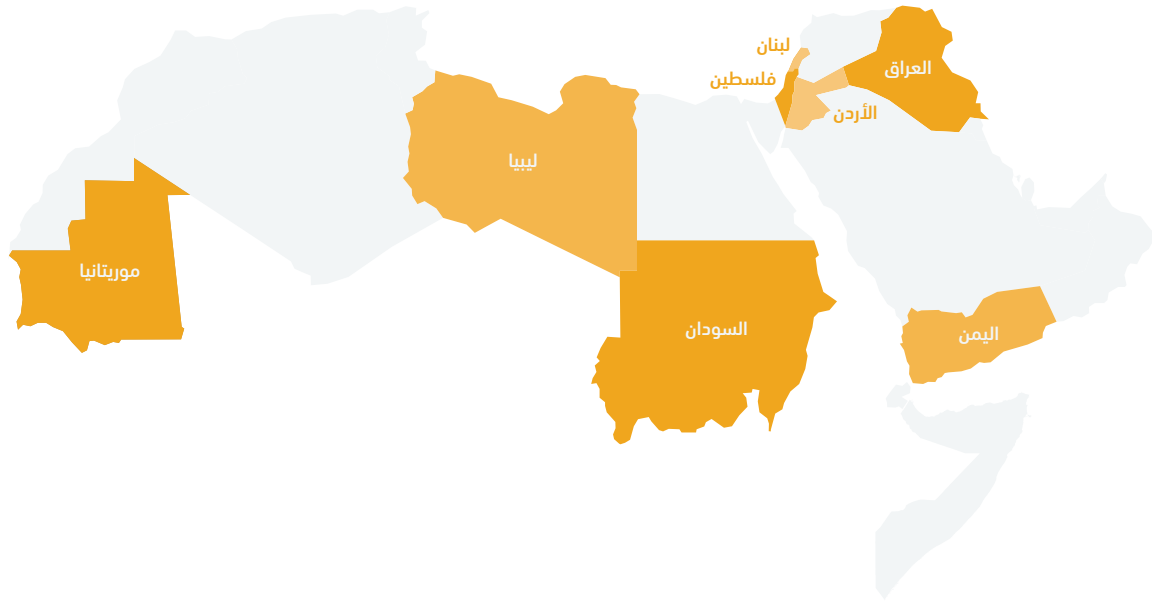 لبنان
العراق
فلسطين
الأردن
ليبيا
موريتانيا
السودان
اليمن